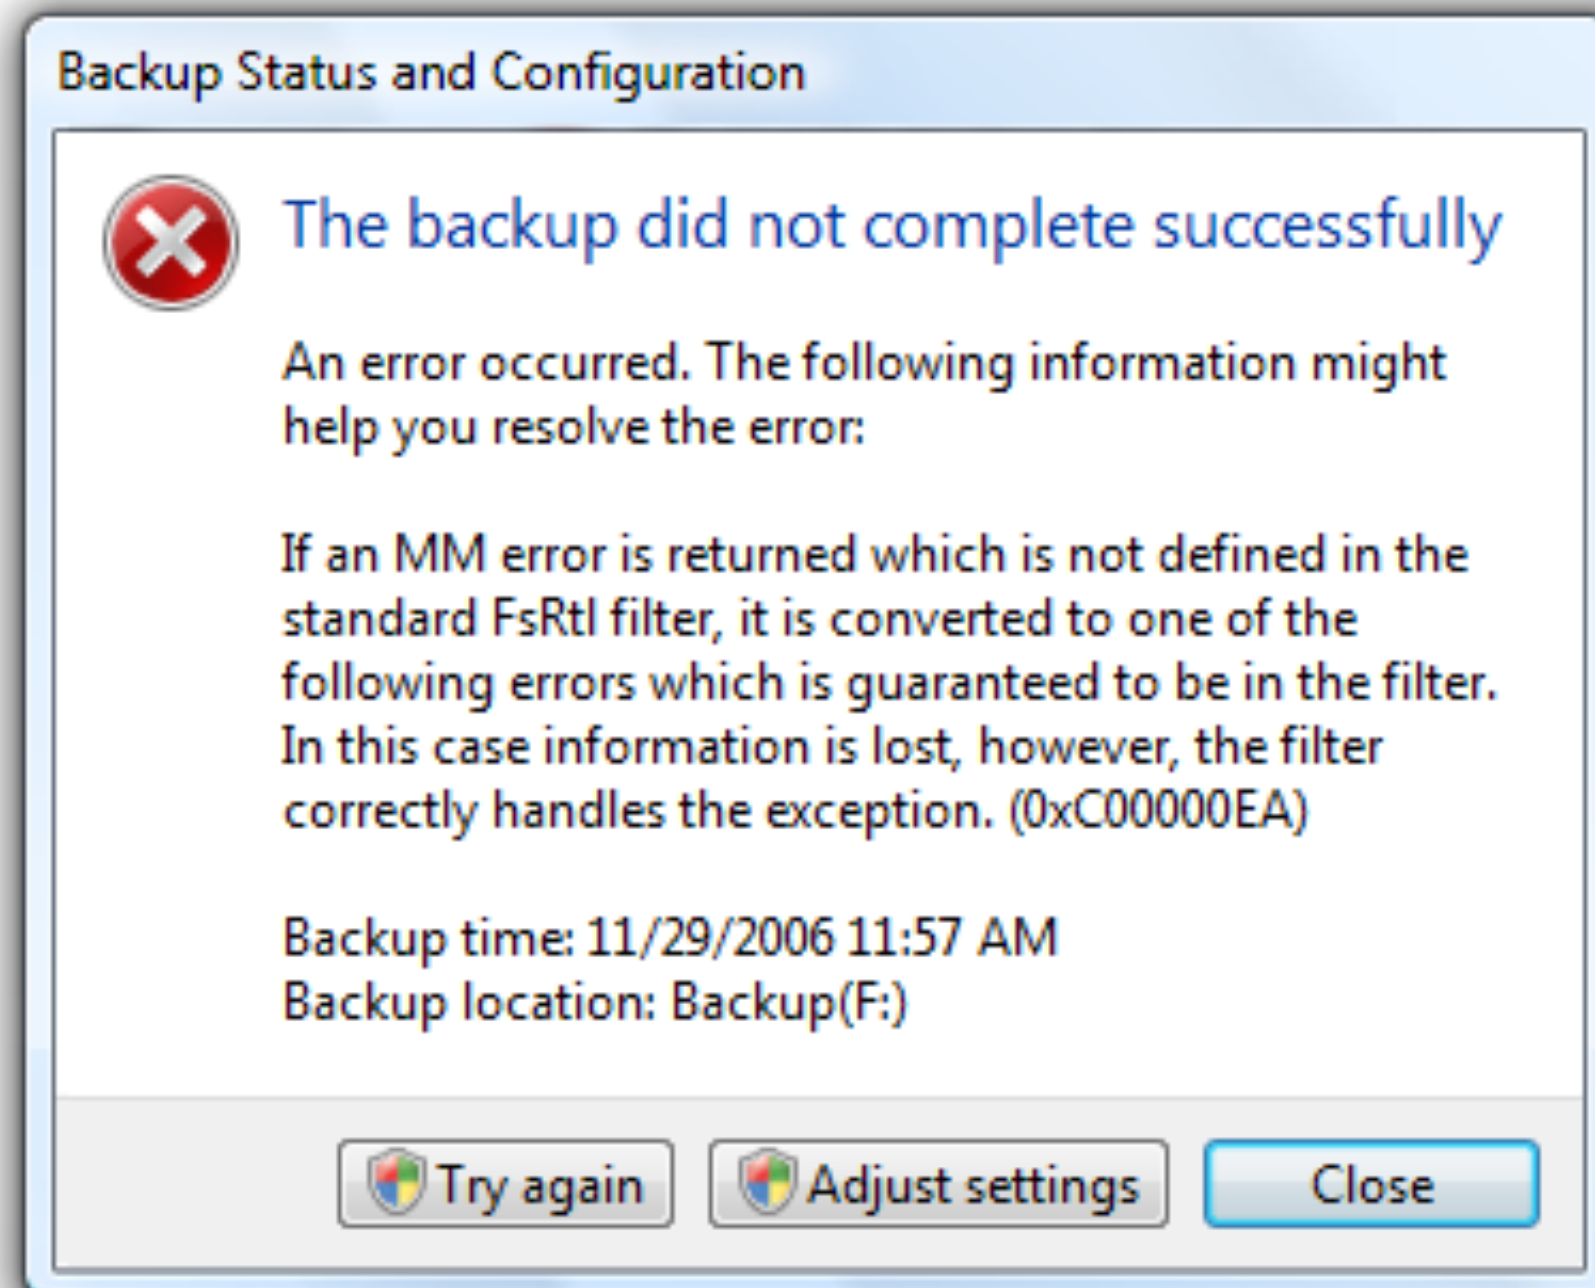 Backup Status and Configuration
The backup did not complete successfully
An error occurred. The following information might
help you resolve the error:
If an MM error is returned which is not defined in the
standard FsRtl filter, it is converted to one of the
following errors which is guaranteed to be in the filter.
In this case information is lost, however, the filter
correctly handles the exception. (0xC00000EA)
Backup time: 11/29/2006 11:57 AM
Backup location: Backup(F:)
Try again
Adjust settings
Close